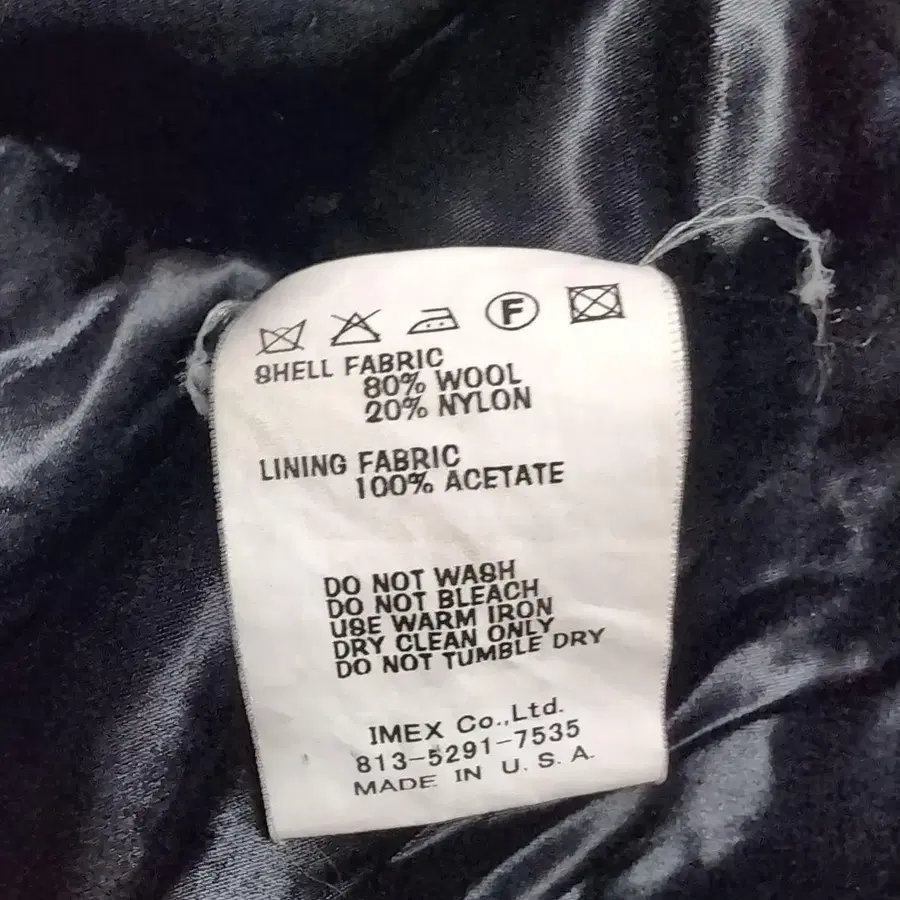 F
SHELL FABRIC
80% WOOL
20% NYLON
LINING FABRIC
100% ACETATE
DO NOT WASH
DO NOT BLEACH
USE WARM IRON
DRY CLEAN ONLY
DO NOT TUMBLE DRY
IMEX Co.,Ltd.
813-5291-7535
MADE IN U.S.A.